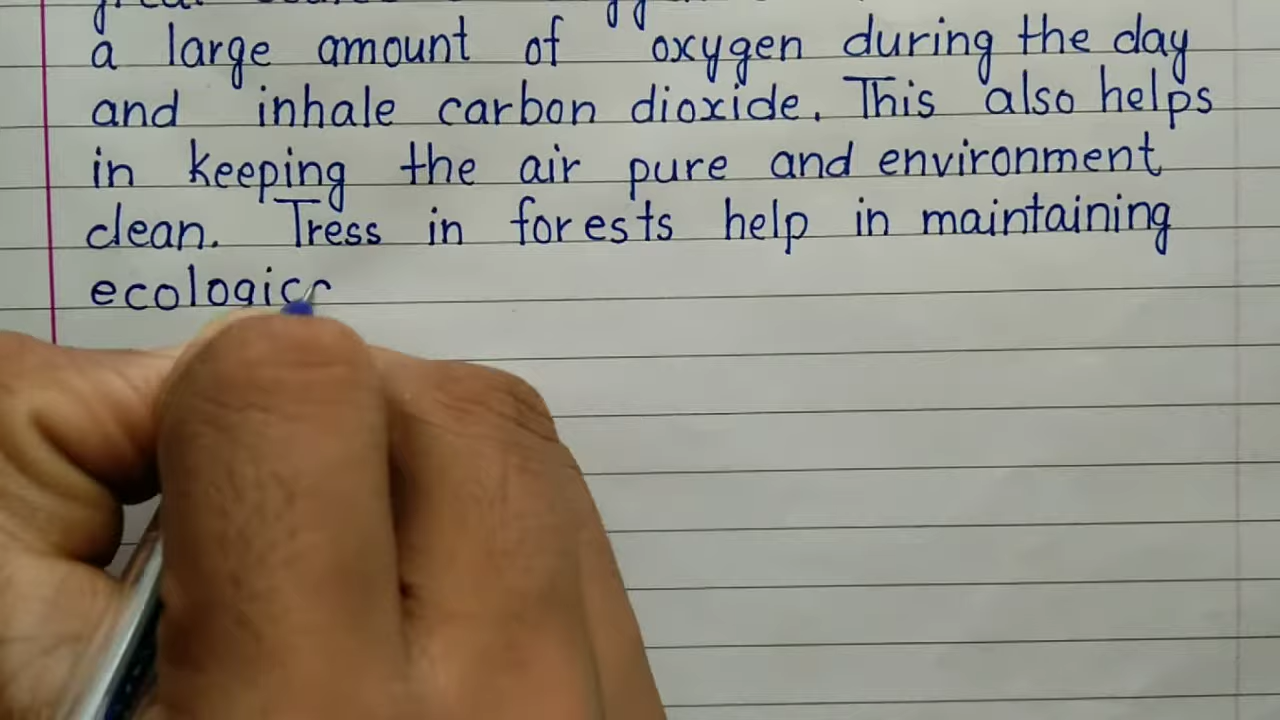 a large amount of oxygen during the day
and inhale carbon dioxide. This also helps
in keeping the air pure and environment
clean. Tress in forests help in maintaining